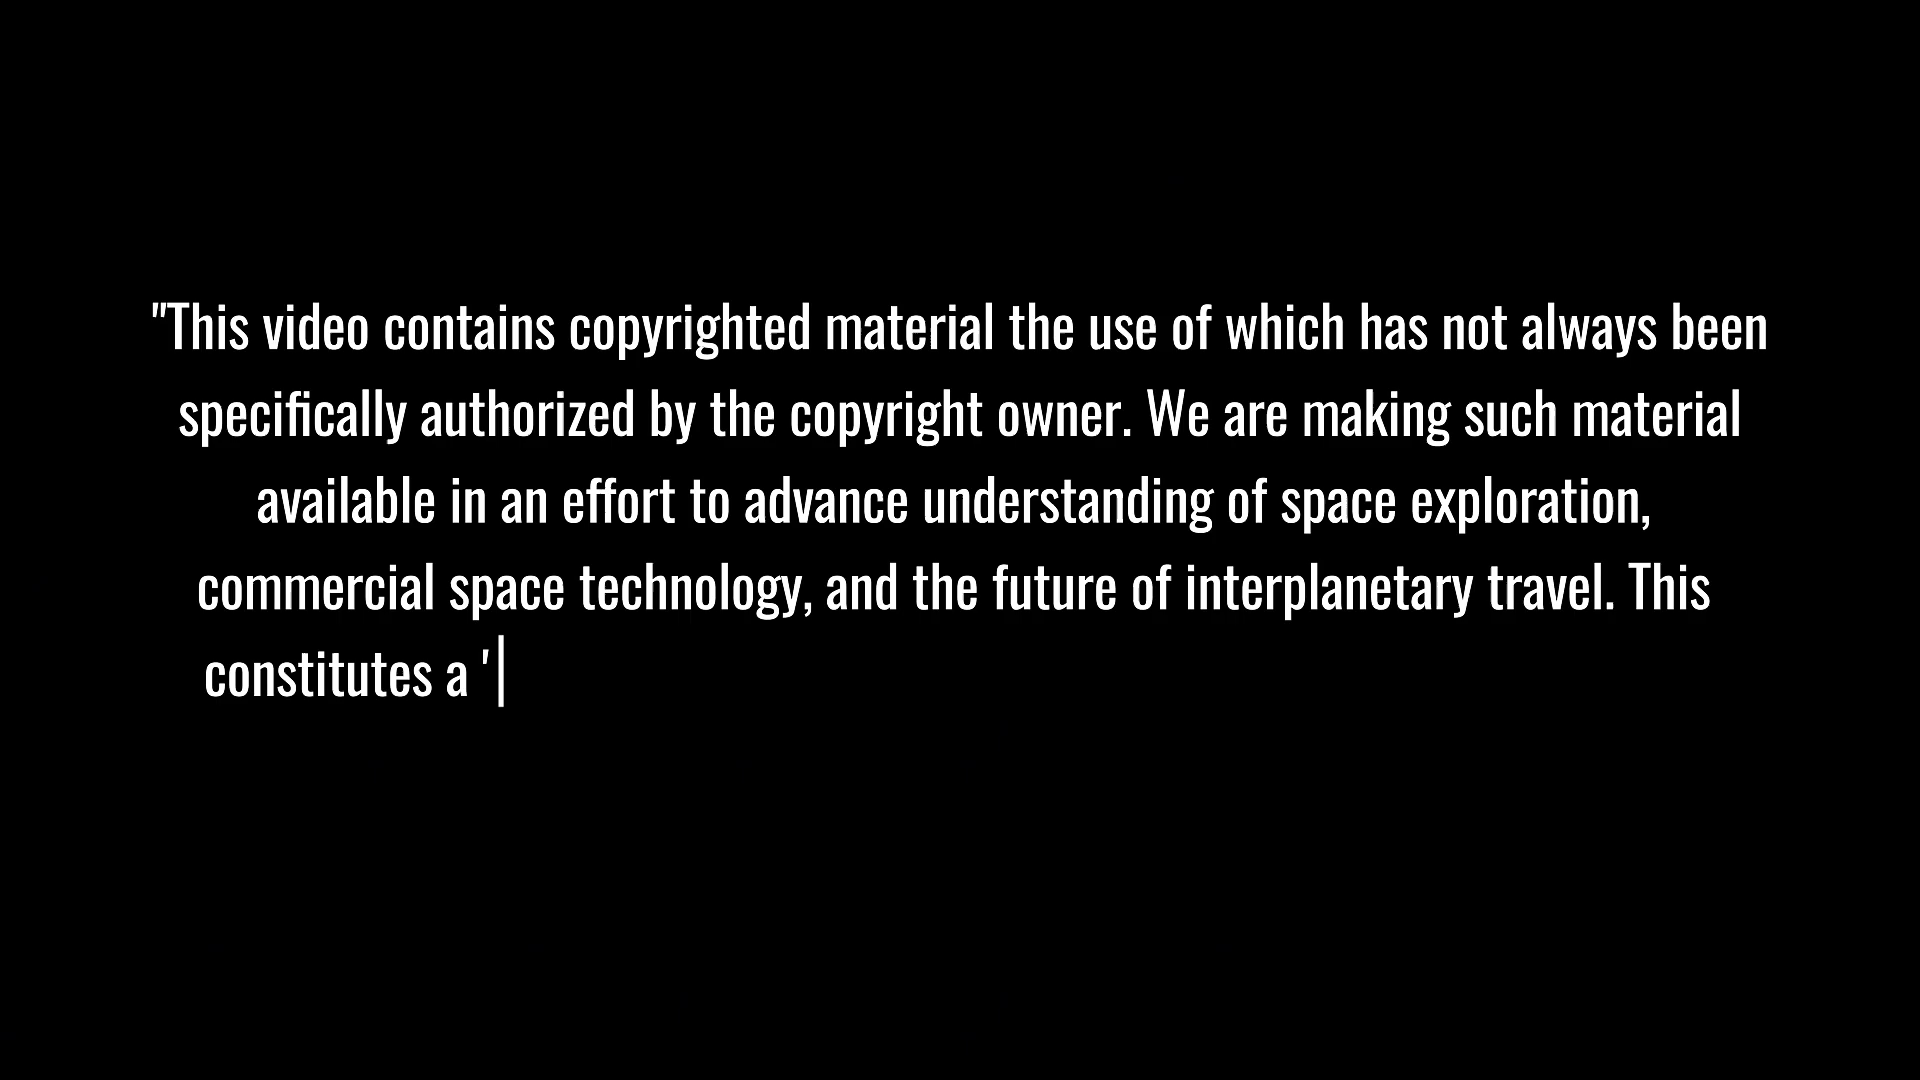 "This video contains copyrighted material the use of which has not always been
specifically authorized by the copyright owner. We are making such material
available in an effort to advance understanding of space exploration,
commercial space technology, and the future of interplanetary travel. This
constitutes a '